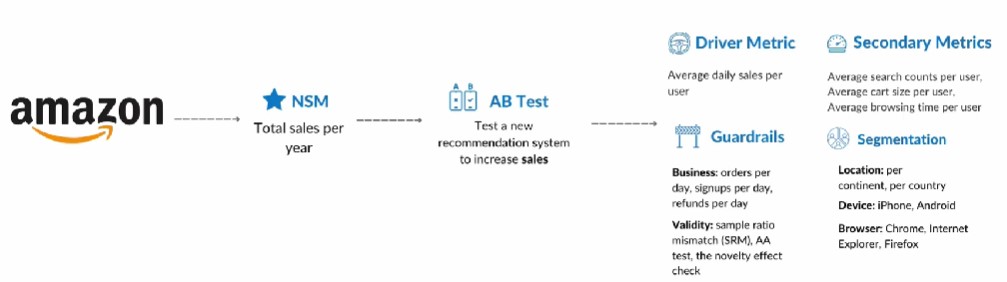 amazon
NSM
Total sales per
year
A B
AB Test
Test a new
recommendation system
to increase sales
Driver Metric
Average daily sales per
user
Secondary Metrics
Average search counts per user,
Average cart size per user,
Average browsing time per user
Guardrails
Business: orders per
day, signups per day,
refunds per day
Validity: sample ratio
mismatch (SRM), AA
test, the novelty effect
check
Segmentation
Location: per
continent, per country
Device: iPhone, Android
Browser: Chrome, Internet
Explorer, Firefox